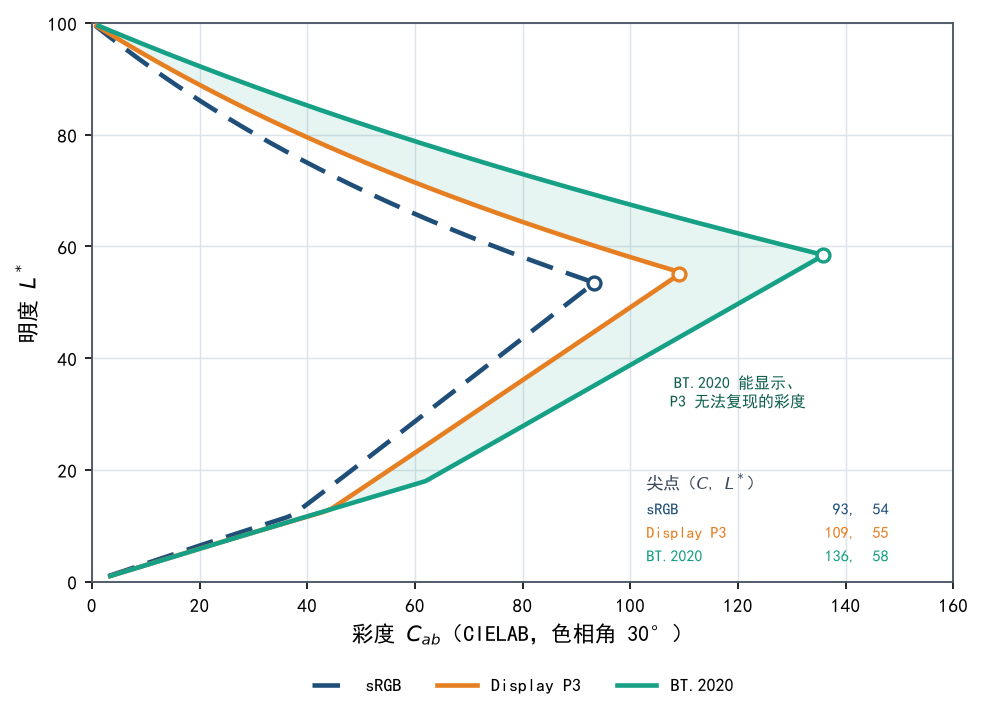 100
80
60
40
20
0
明度 L*
BT.2020 能显示、
P3 无法复现的彩度
尖点（C, L*）
sRGB 93, 54
Display P3 109, 55
BT.2020 136, 58
0 20 40 60 80 100 120 140 160
彩度 Cab（CIELAB，色相角 30°）
sRGB Display P3 BT.2020